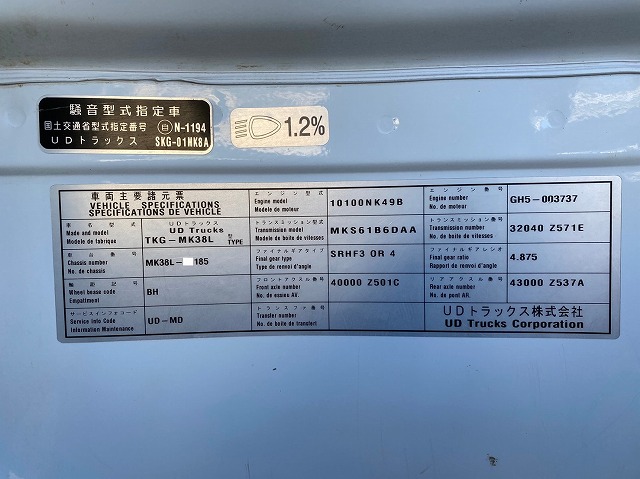 騒音型式指定車
国土交通省型式指定番号 自 N-1194
UDトラックス SKG-01MK8A
1.2%
車両主要諸元票
VEHICLE SPECIFICATIONS
SPECIFICATIONS DE VEHICLE
車名型式 UDトラックス
Made and model UD Trucks 型式
Modele de fabrique TKG-MK38L TYPE
車台番号
Chassis number MK38L- 185
No. de chassis
軸距記号
Wheel bease code BH
Empattment
サービスインフォコード
Service info Code UD-MD
Information Maintenance
エンジン型式
Engine model 10100NK49B
Modele de moteur
トランスミッション型式
Transmission model MKS61B6DAA
No. de boite de vitesses
ファイナルギアタイプ
Final gear type SRHF3 OR 4
Type de renvoi d'angle
フロントアクスル番号
Front axle number 40000 Z501C
No. de essieu AV.
トランスファ番号
Transfer number
No. de boite de transfert
エンジン番号
Engine number GH5-003737
No. de moteur
トランスミッション番号
Transmission number 32040 Z571E
No. de boite de vitesses
ファイナルギアレシオ
Final gear ratio 4.875
Rapport de renvoi d'angle
リアアクスル番号
Rear axle number 43000 Z537A
No. de pont AR.
UDトラックス株式会社
UD Trucks Corporation